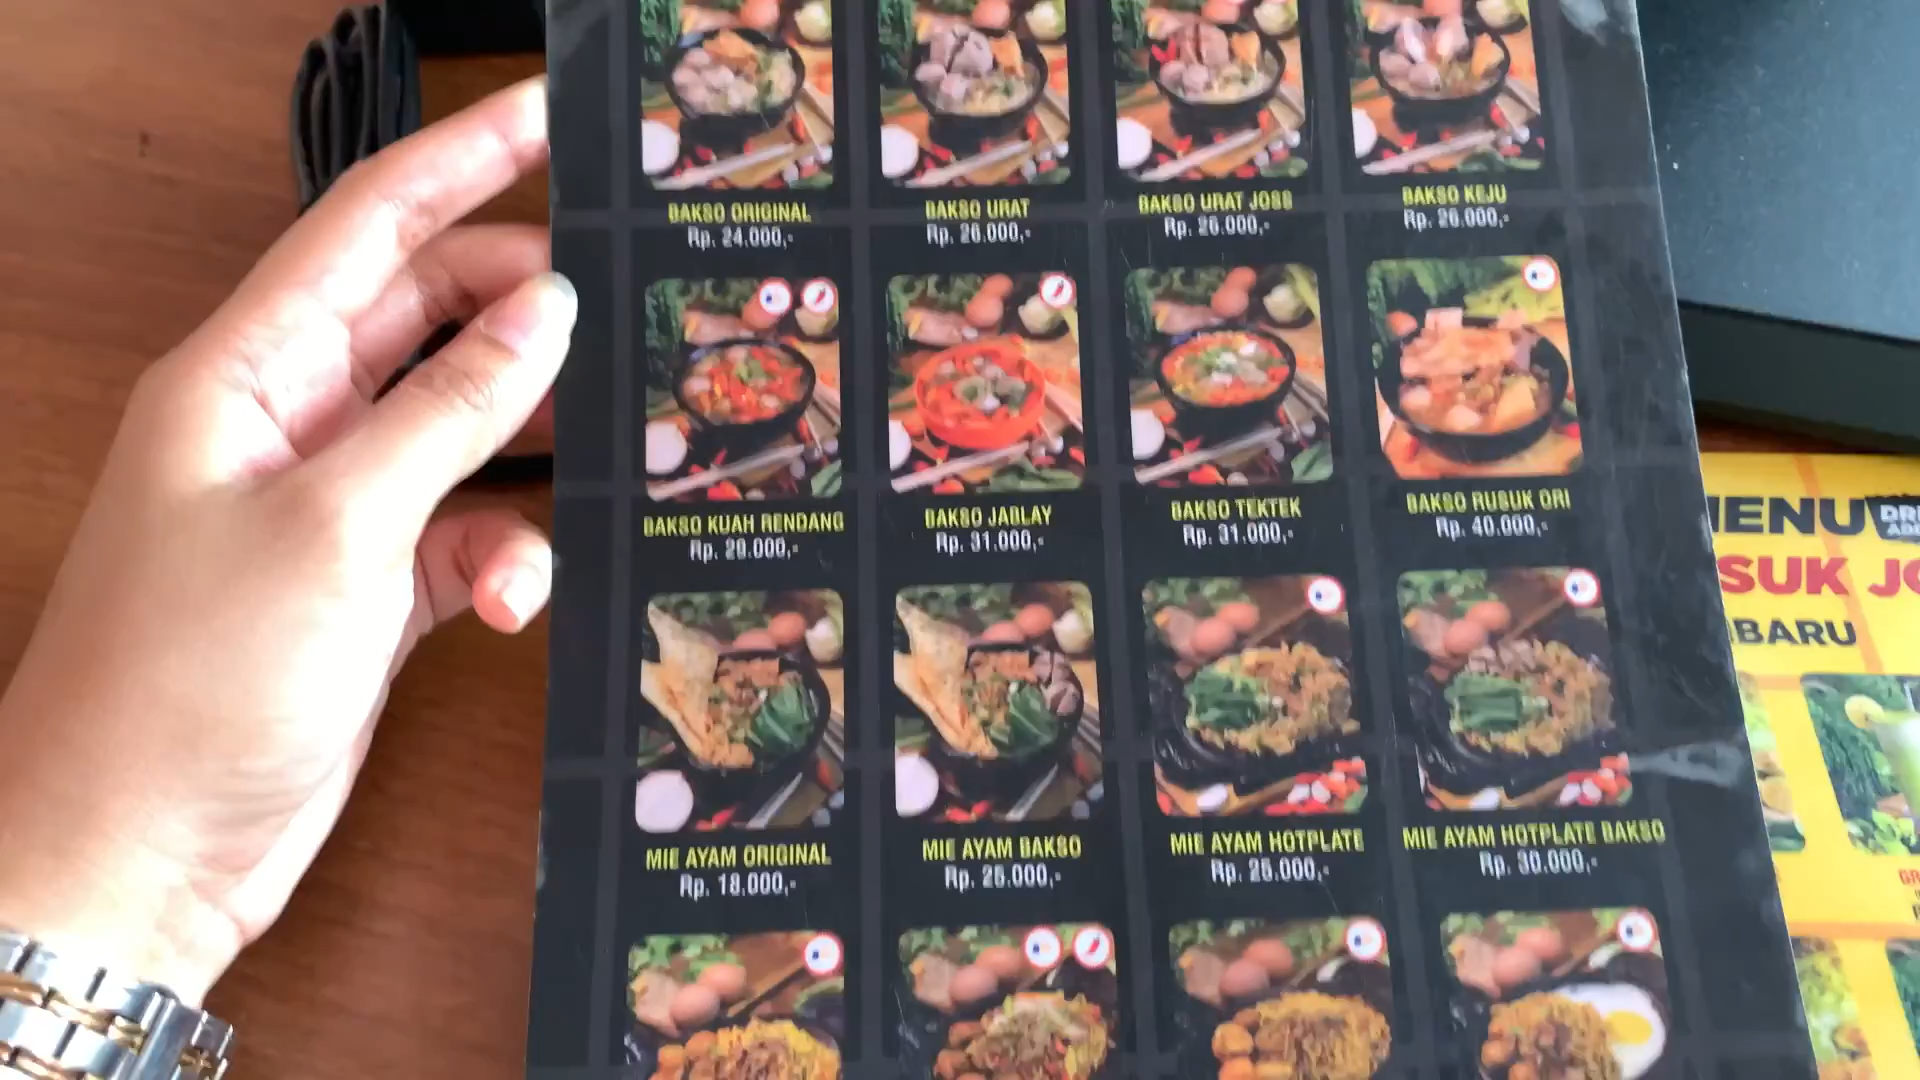 BAKSO ORIGINAL
Rp. 24.000,-
BAKSO URAT
Rp. 26.000,-
BAKSO URAT JOSS
Rp. 26.000,-
BAKSO KEJU
Rp. 26.000,-
BAKSO KUAH RENDANG
Rp. 29.000,-
BAKSO JABLAY
Rp. 31.000,-
BAKSO TEKTEK
Rp. 31.000,-
BAKSO RUSUK ORI
Rp. 40.000,-
MIE AYAM ORIGINAL
Rp. 18.000,-
MIE AYAM BAKSO
Rp. 25.000,-
MIE AYAM HOTPLATE
Rp. 25.000,-
MIE AYAM HOTPLATE BAKSO
Rp. 30.000,-
ENU
SUK JO
BARU